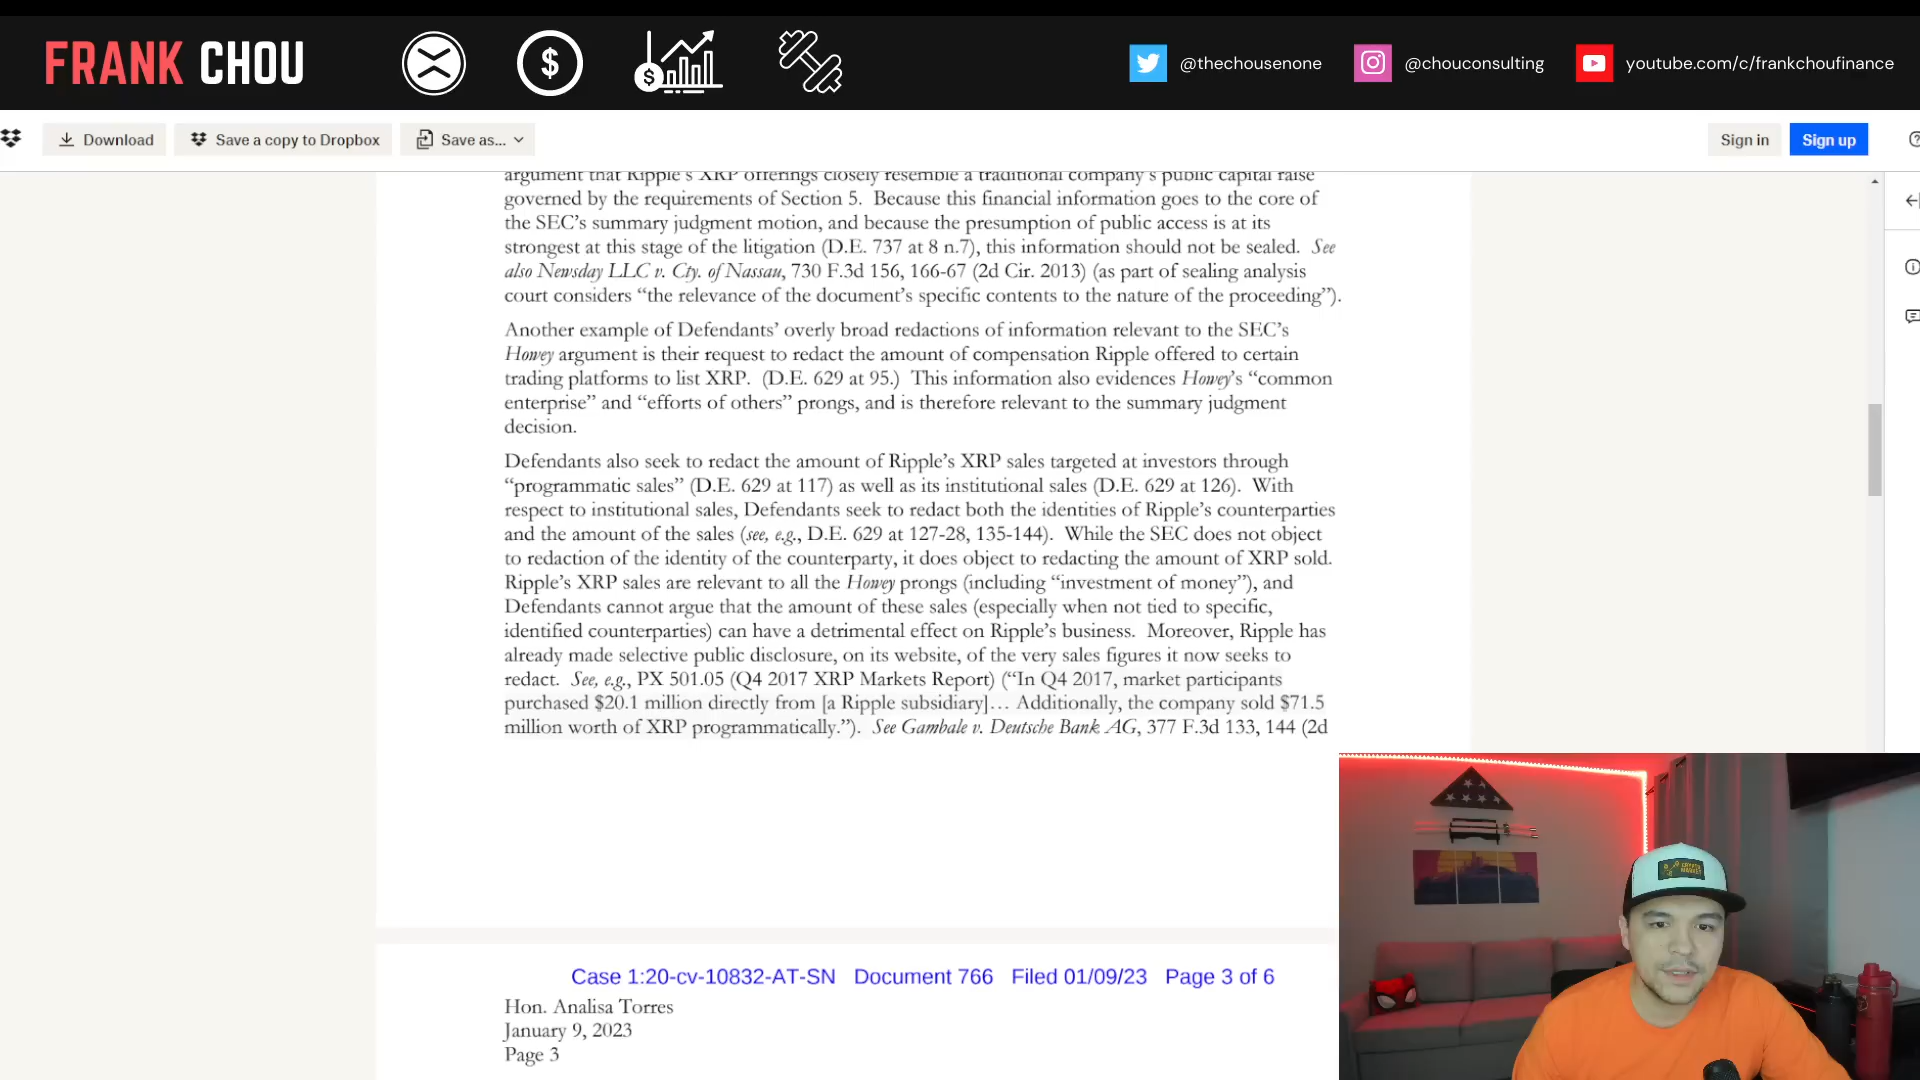 FRANK CHOU
@thechousenone
@chouconsulting
youtube.com/c/frankchoufinance
Download
Save a copy to Dropbox
Save as...
Sign in
Sign up
argument that Ripple's XRP offerings closely resemble a traditional company's public capital raise
governed by the requirements of Section 5. Because this financial information goes to the core of
the SEC's summary judgment motion, and because the presumption of public access is at its
strongest at this stage of the litigation (D.E. 737 at 8 n.7), this information should not be sealed. See
also Newsday LLC v. Cty. of Nassau, 730 F.3d 156, 166-67 (2d Cir. 2013) (as part of sealing analysis
court considers “the relevance of the document’s specific contents to the nature of the proceeding”).
Another example of Defendants’ overly broad redactions of information relevant to the SEC’s
Howey argument is their request to redact the amount of compensation Ripple offered to certain
trading platforms to list XRP. (D.E. 629 at 95.) This information also evidences Howey’s “common
enterprise” and “efforts of others” prongs, and is therefore relevant to the summary judgment
decision.
Defendants also seek to redact the amount of Ripple’s XRP sales targeted at investors through
“programmatic sales” (D.E. 629 at 117) as well as its institutional sales (D.E. 629 at 126). With
respect to institutional sales, Defendants seek to redact both the identities of Ripple’s counterparties
and the amount of the sales (see, e.g., D.E. 629 at 127-28, 135-144). While the SEC does not object
to redaction of the identity of the counterparty, it does object to redacting the amount of XRP sold.
Ripple’s XRP sales are relevant to all the Howey prongs (including “investment of money”), and
Defendants cannot argue that the amount of these sales (especially when not tied to specific,
identified counterparties) can have a detrimental effect on Ripple’s business. Moreover, Ripple has
already made selective public disclosure, on its website, of the very sales figures it now seeks to
redact. See, e.g., PX 501.05 (Q4 2017 XRP Markets Report) (“In Q4 2017, market participants
purchased $20.1 million directly from [a Ripple subsidiary]… Additionally, the company sold $71.5
million worth of XRP programmatically.”). See Gambale v. Deutsche Bank AG, 377 F.3d 133, 144 (2d
Case 1:20-cv-10832-AT-SN Document 766 Filed 01/09/23 Page 3 of 6
Hon. Analisa Torres
January 9, 2023
Page 3